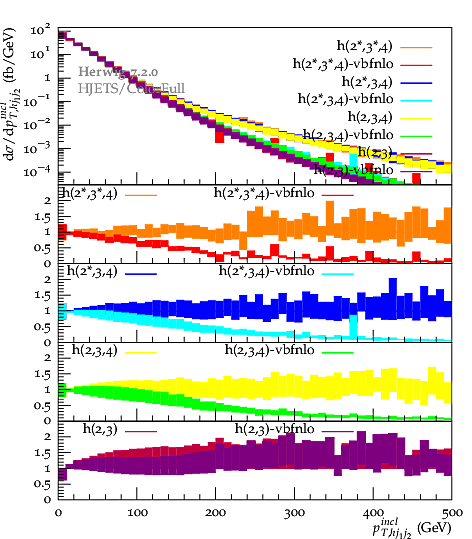 10² h(2*,3*,4)
10 h(2*,3*,4)-vbfnlo
1 Herwig 7.2.0 h(2*,3,4)
10⁻¹ HJETS/ColorFull h(2*,3,4)-vbfnlo
h(2,3,4)
10⁻² h(2,3,4)-vbfnlo
10⁻³ h(2,3)
10⁻⁴ h(2,3)-vbfnlo
dσ/dp^{incl}_{T,hj₁j₂} (fb/GeV)
h(2*,3*,4) h(2*,3*,4)-vbfnlo
2
1.5
1
0.5
0
h(2*,3,4) h(2*,3,4)-vbfnlo
2
1.5
1
0.5
0
h(2,3,4) h(2,3,4)-vbfnlo
2
1.5
1
0.5
0
h(2,3) h(2,3)-vbfnlo
2
1.5
1
0.5
0
0 100 200 300 400 500
p^{incl}_{T,hj₁j₂} (GeV)